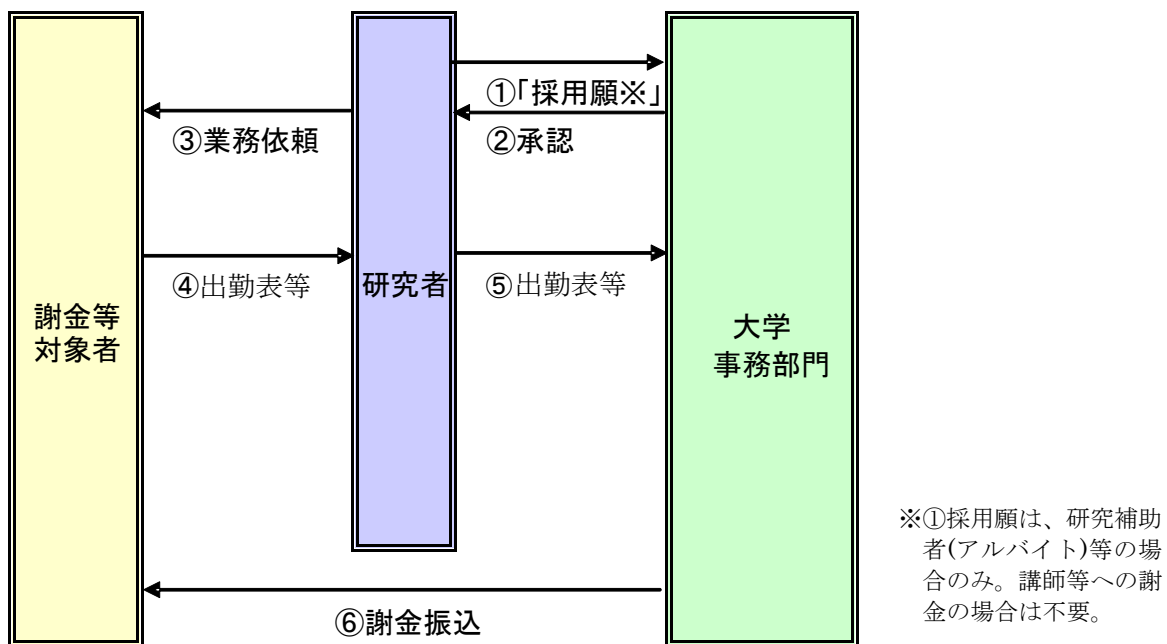 ①「採用願※」
③業務依頼
②承認
④出勤表等
研究者
⑤出勤表等
謝金等
対象者
大学
事務部門
※①採用願は、研究補助
者(アルバイト)等の場
合のみ。講師等への謝
金の場合は不要。
⑥謝金振込